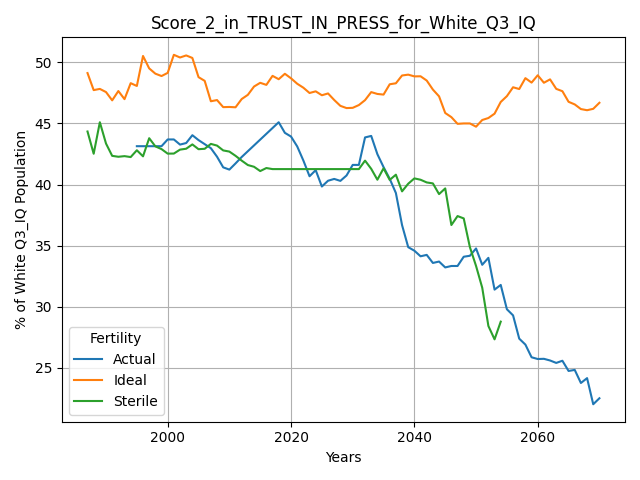 Score_2_in_TRUST_IN_PRESS_for_White_Q3_IQ
% of White Q3_IQ Population
50
45
40
35
30
25
Fertility
Actual
Ideal
Sterile
2000 2020 2040 2060
Years